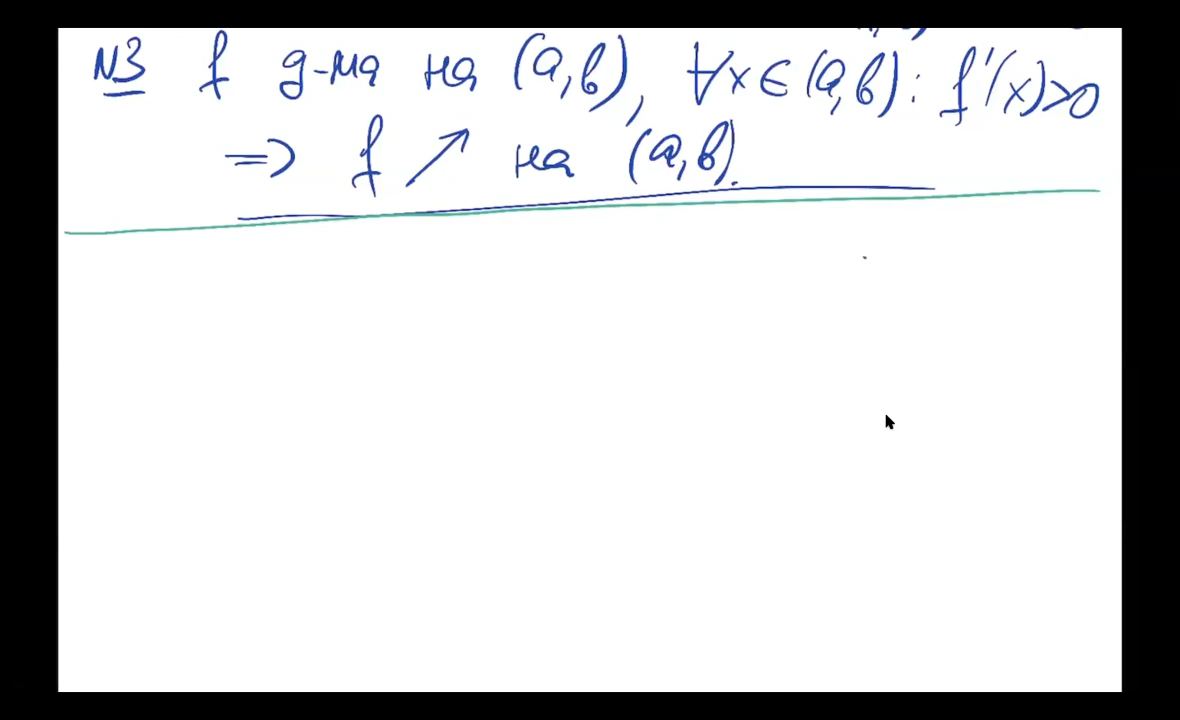 N3 f д-ма на (a,b), ∀x∈(a,b): f'(x)>0
=> f ↗ на (a,b).